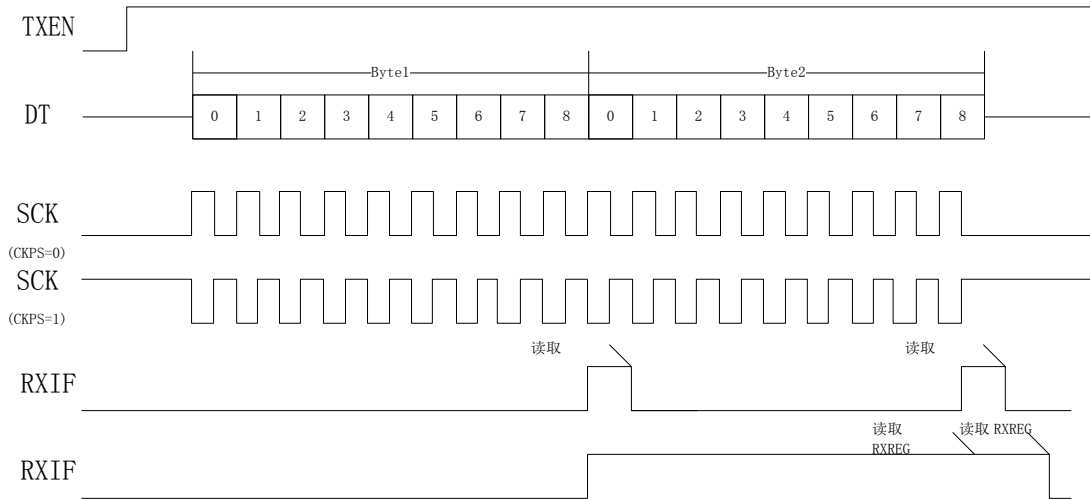 TXEN
Byte1 Byte2
DT 0 1 2 3 4 5 6 7 8 0 1 2 3 4 5 6 7 8
SCK
(CKPS=0)
SCK
(CKPS=1)
读取 读取
RXIF
读取 读取 RXREG
RXREG
RXIF